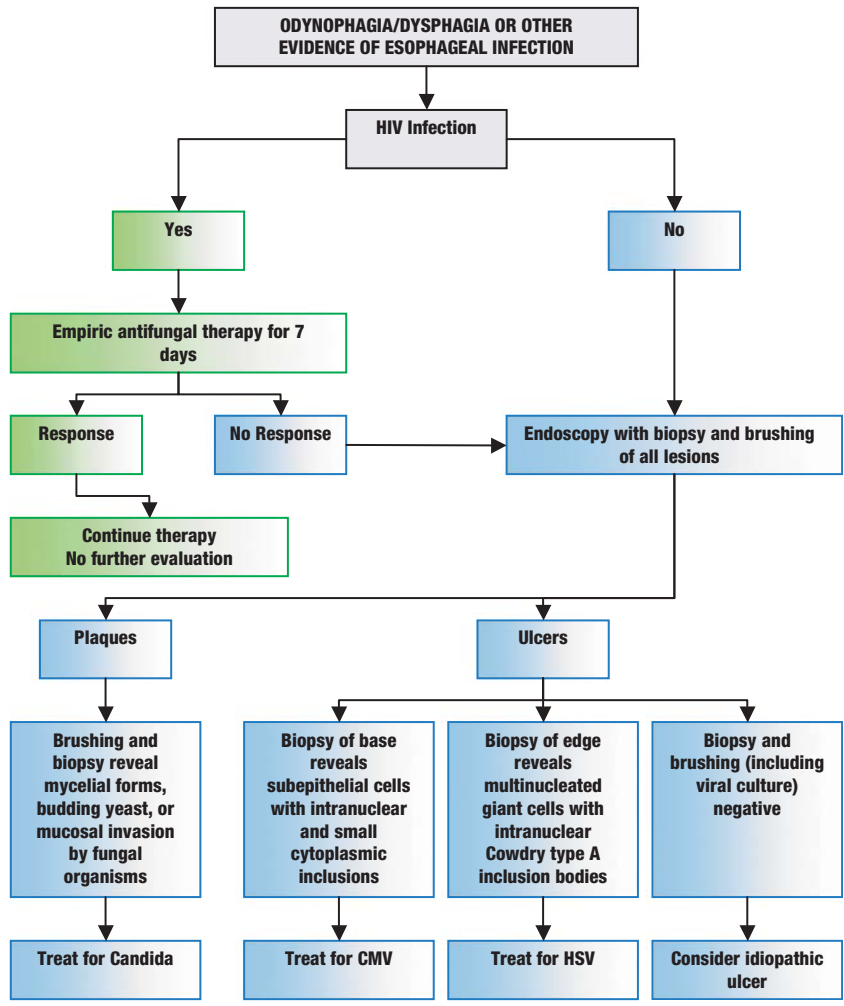 ODYNOPHAGIA/DYSPHAGIA OR OTHER
EVIDENCE OF ESOPHAGEAL INFECTION
HIV Infection
Yes
No
Empiric antifungal therapy for 7
days
Response
No Response
Endoscopy with biopsy and brushing
of all lesions
Continue therapy
No further evaluation
Plaques
Ulcers
Brushing and
biopsy reveal
mycelial forms,
budding yeast, or
mucosal invasion
by fungal
organisms
Biopsy of base
reveals
subepithelial cells
with intranuclear
and small
cytoplasmic
inclusions
Biopsy of edge
reveals
multinucleated
giant cells with
intranuclear
Cowdry type A
inclusion bodies
Biopsy and
brushing (including
viral culture)
negative
Treat for Candida
Treat for CMV
Treat for HSV
Consider idiopathic
ulcer